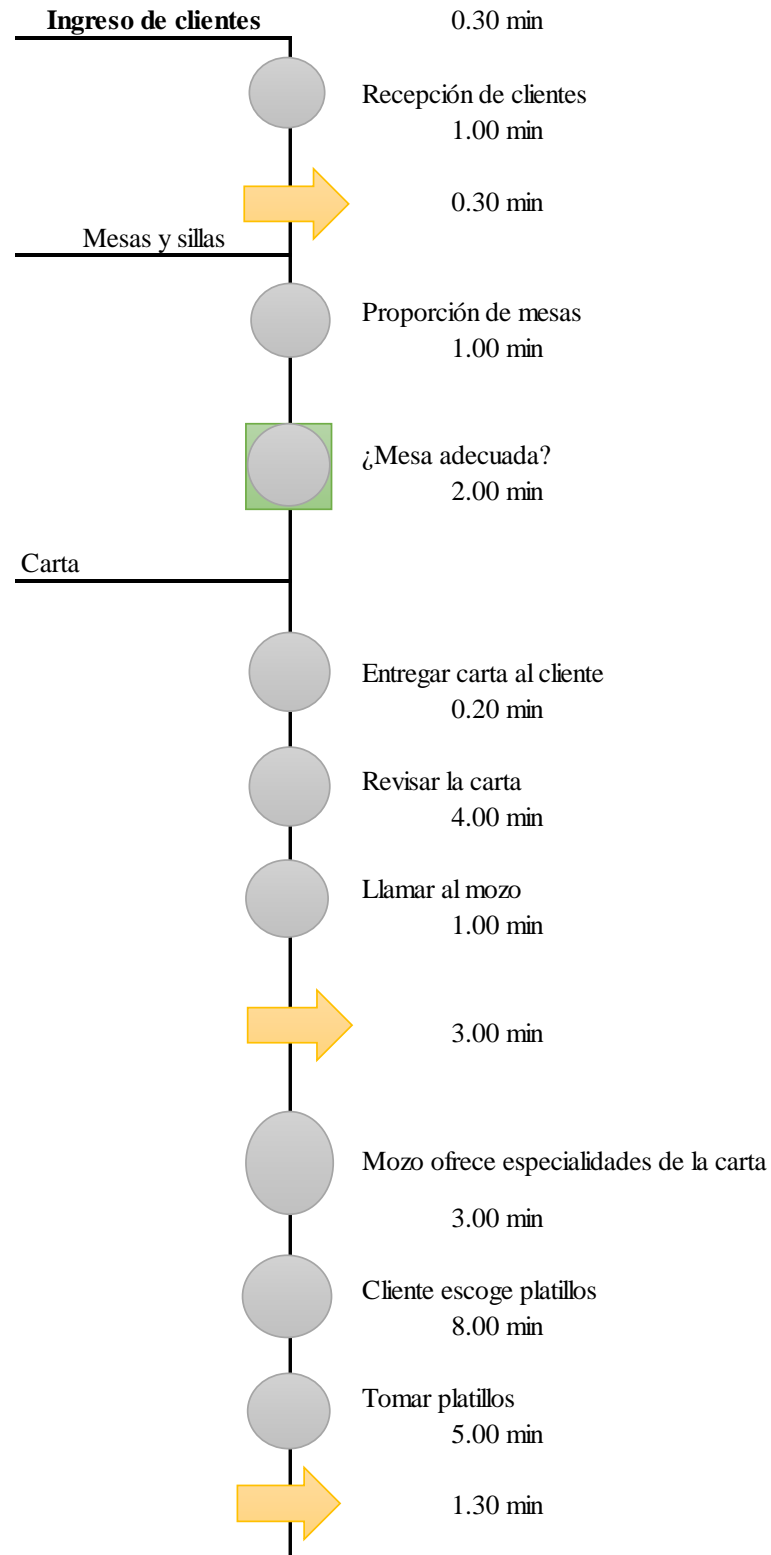 Ingreso de clientes
0.30 min
Recepción de clientes
1.00 min
0.30 min
Mesas y sillas
Proporción de mesas
1.00 min
¿Mesa adecuada?
2.00 min
Carta
Entregar carta al cliente
0.20 min
Revisar la carta
4.00 min
Llamar al mozo
1.00 min
3.00 min
Mozo ofrece especialidades de la carta
3.00 min
Cliente escoge platillos
8.00 min
Tomar platillos
5.00 min
1.30 min